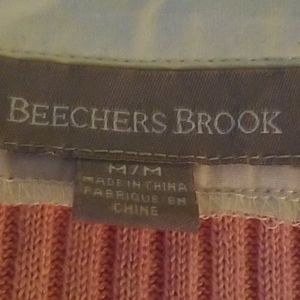 BEECHERS BROOK
M/M
MADE IN CHINA
FABRIQUE EN
CHINE